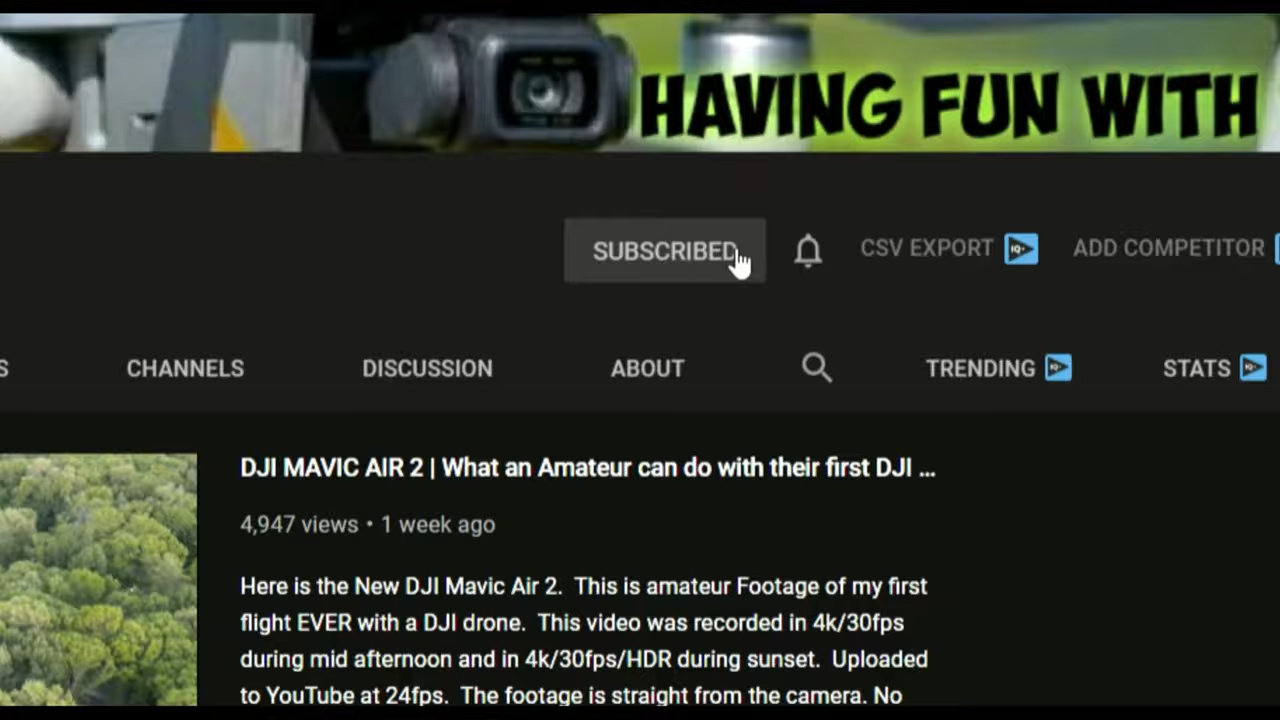 HAVING FUN WITH
SUBSCRIBED
CSV EXPORT IQ+
ADD COMPETITOR
S
CHANNELS
DISCUSSION
ABOUT
TRENDING IQ+
STATS IQ+
DJI MAVIC AIR 2 | What an Amateur can do with their first DJI ...
4,947 views • 1 week ago
Here is the New DJI Mavic Air 2.  This is amateur Footage of my first
flight EVER with a DJI drone.  This video was recorded in 4k/30fps
during mid afternoon and in 4k/30fps/HDR during sunset.  Uploaded
to YouTube at 24fps.  The footage is straight from the camera. No